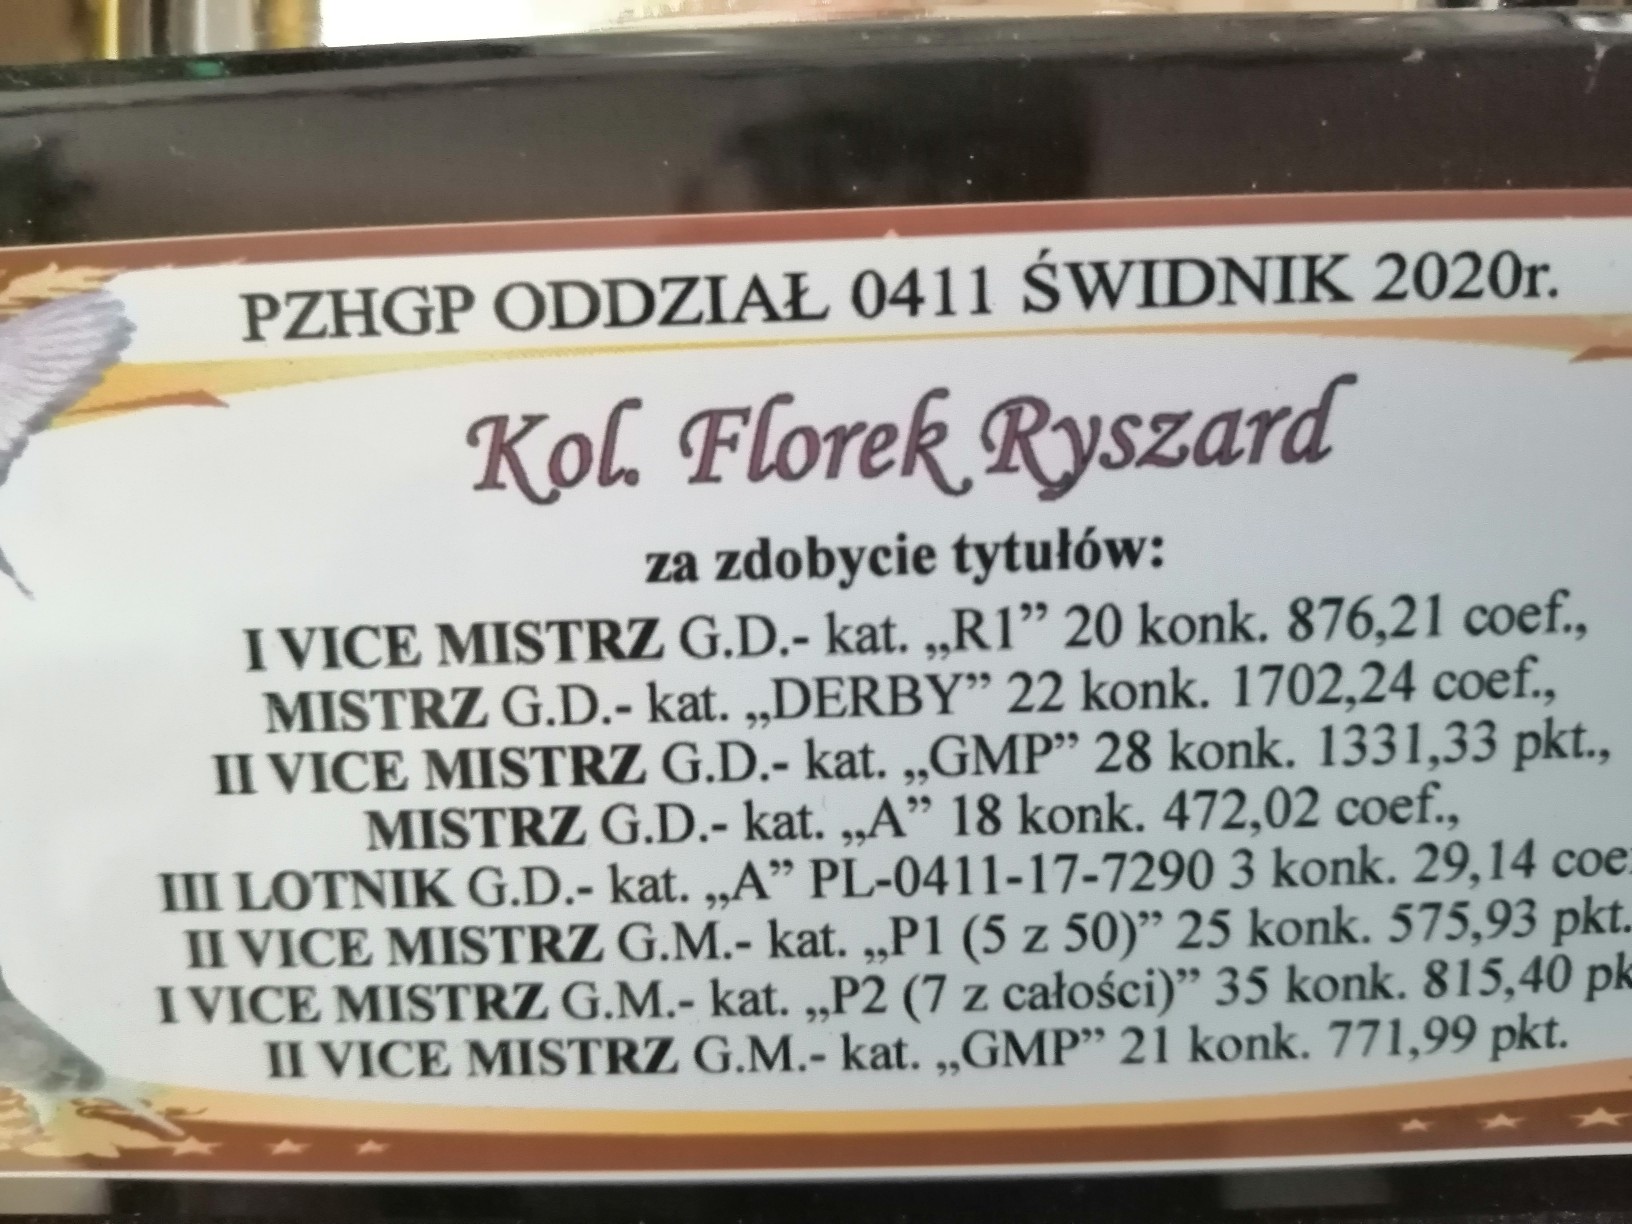 PZHGP ODDZIAŁ 0411 ŚWIDNIK 2020r.
Kol. Florek Ryszard
za zdobycie tytułów:
I VICE MISTRZ G.D.- kat. „R1” 20 konk. 876,21 coef.,
MISTRZ G.D.- kat. „DERBY” 22 konk. 1702,24 coef.,
II VICE MISTRZ G.D.- kat. „GMP” 28 konk. 1331,33 pkt.,
MISTRZ G.D.- kat. „A” 18 konk. 472,02 coef.,
III LOTNIK G.D.- kat. „A” PL-0411-17-7290 3 konk. 29,14 coe
II VICE MISTRZ G.M.- kat. „P1 (5 z 50)” 25 konk. 575,93 pkt.
I VICE MISTRZ G.M.- kat. „P2 (7 z całości)” 35 konk. 815,40 pk
II VICE MISTRZ G.M.- kat. „GMP” 21 konk. 771,99 pkt.